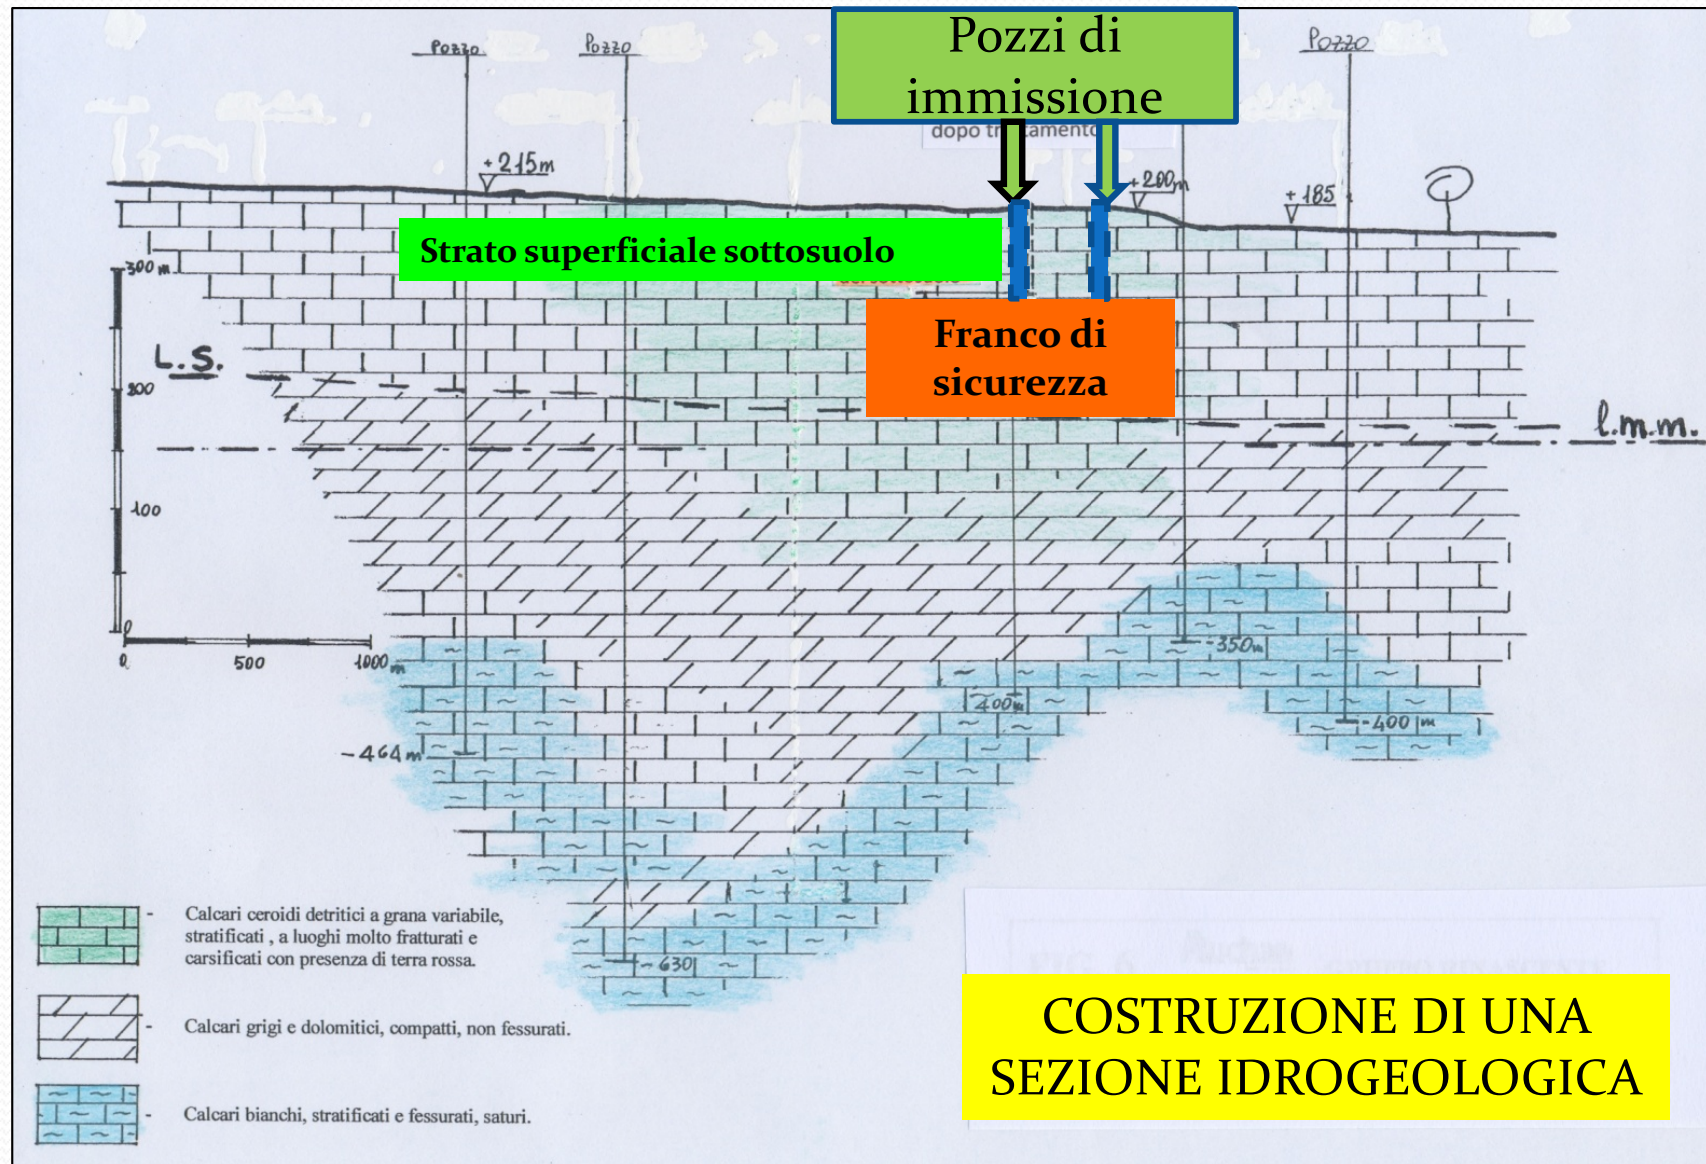 Pozzo
Pozzo
Pozzi di
immissione
Pozzo
dopo trattamento
+215m
+200m
+185
Strato superficiale sottosuolo
300 m
Franco di
sicurezza
L.S.
200
l.m.m.
100
0
0
500
1000 m
-350m
400m
-400 m
-464 m
-630
Calcari ceroidi detritici a grana variabile,
stratificati , a luoghi molto fratturati e
carsificati con presenza di terra rossa.
Calcari grigi e dolomitici, compatti, non fessurati.
Calcari bianchi, stratificati e fessurati, saturi.
COSTRUZIONE DI UNA
SEZIONE IDROGEOLOGICA